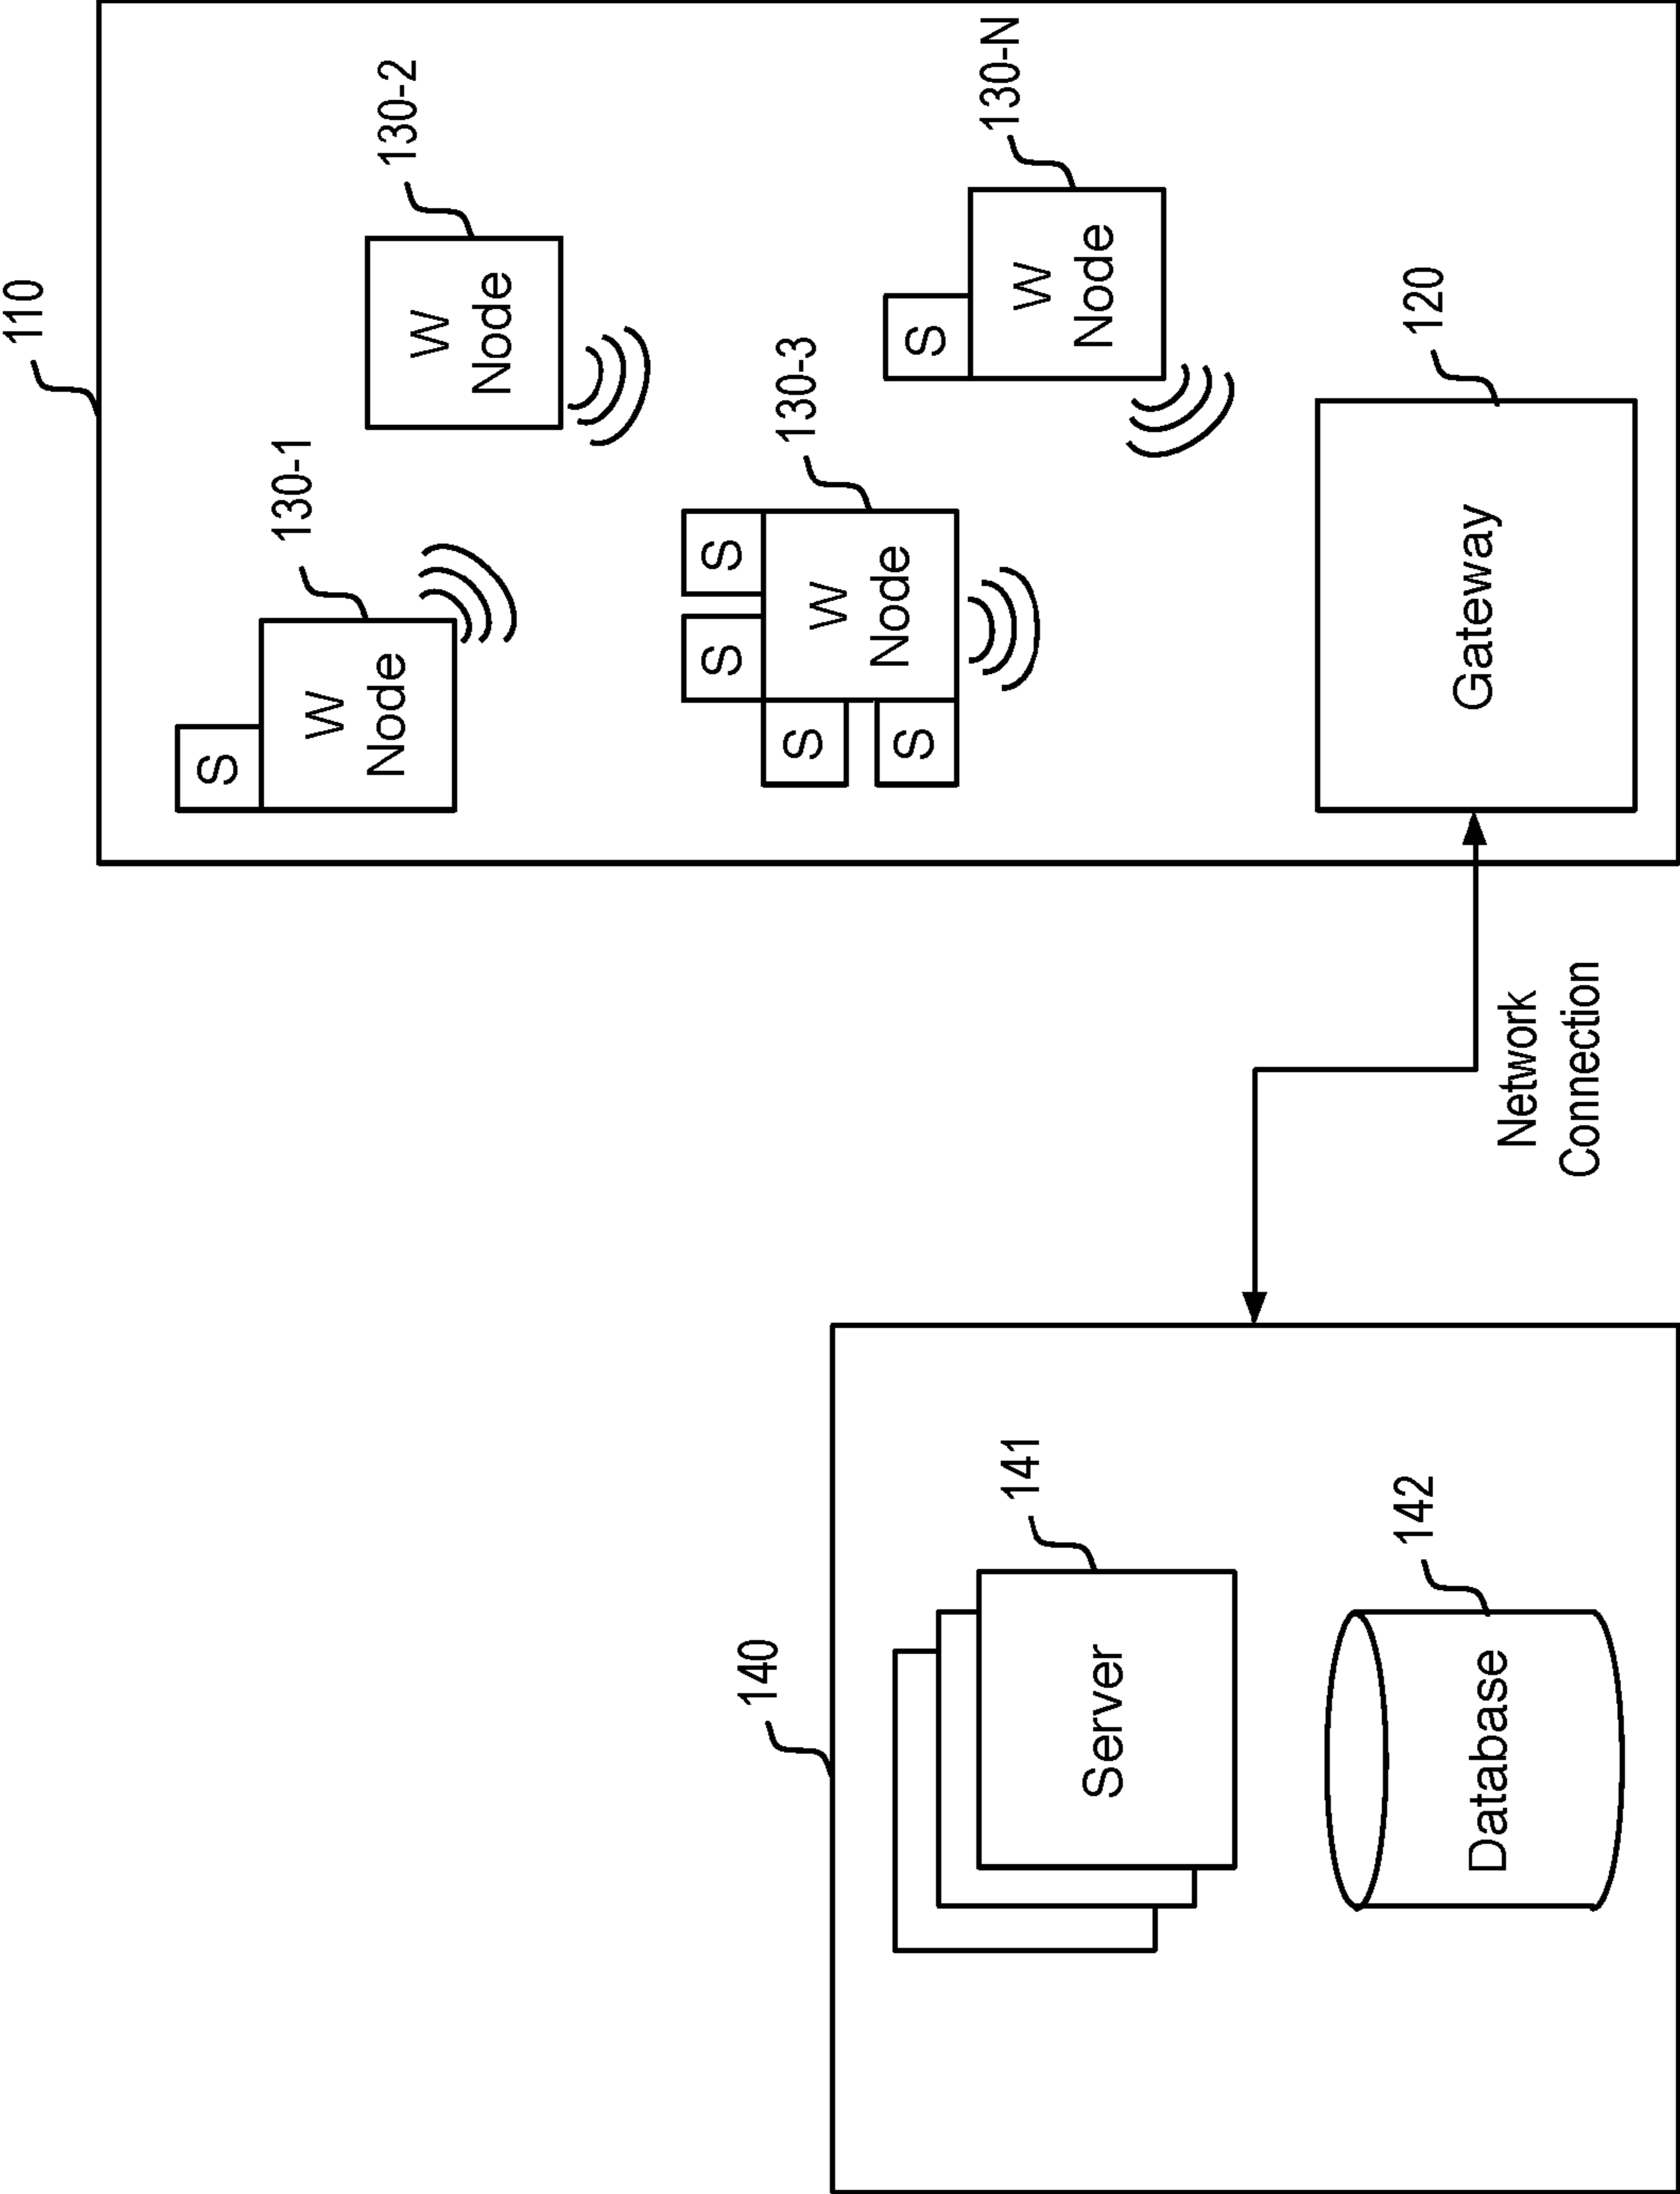 110
130-1
S
W
Node
130-2
W
Node
130-3
S
S
S
S
W
Node
130-N
S
W
Node
120
Gateway
Network
Connection
140
141
Server
142
Database